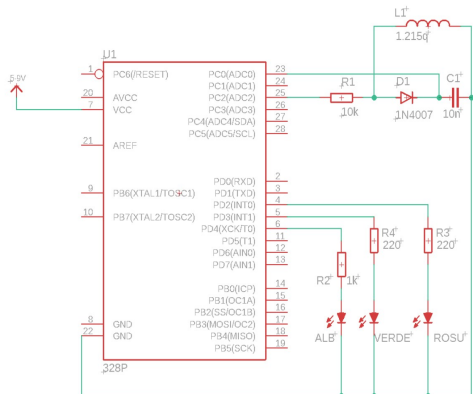 L1
1.215q
U1
5-9V
1 PC6(/RESET)
20 AVCC
7 VCC
21 AREF
9 PB6(XTAL1/TOSC1)
10 PB7(XTAL2/TOSC2)
8 GND
22 GND
PC0(ADC0) 23
PC1(ADC1) 24
PC2(ADC2) 25
PC3(ADC3) 26
PC4(ADC4/SDA) 27
PC5(ADC5/SCL) 28
PD0(RXD) 2
PD1(TXD) 3
PD2(INT0) 4
PD3(INT1) 5
PD4(XCK/T0) 6
PD5(T1) 11
PD6(AIN0) 12
PD7(AIN1) 13
PB0(ICP) 14
PB1(OC1A) 15
PB2(SS/OC1B) 16
PB3(MOSI/OC2) 17
PB4(MISO) 18
PB5(SCK) 19
328P
R1
10k
D1
1N4007
C1
10n
R4
220
R3
220
R2
1k
ALB
VERDE
ROSU